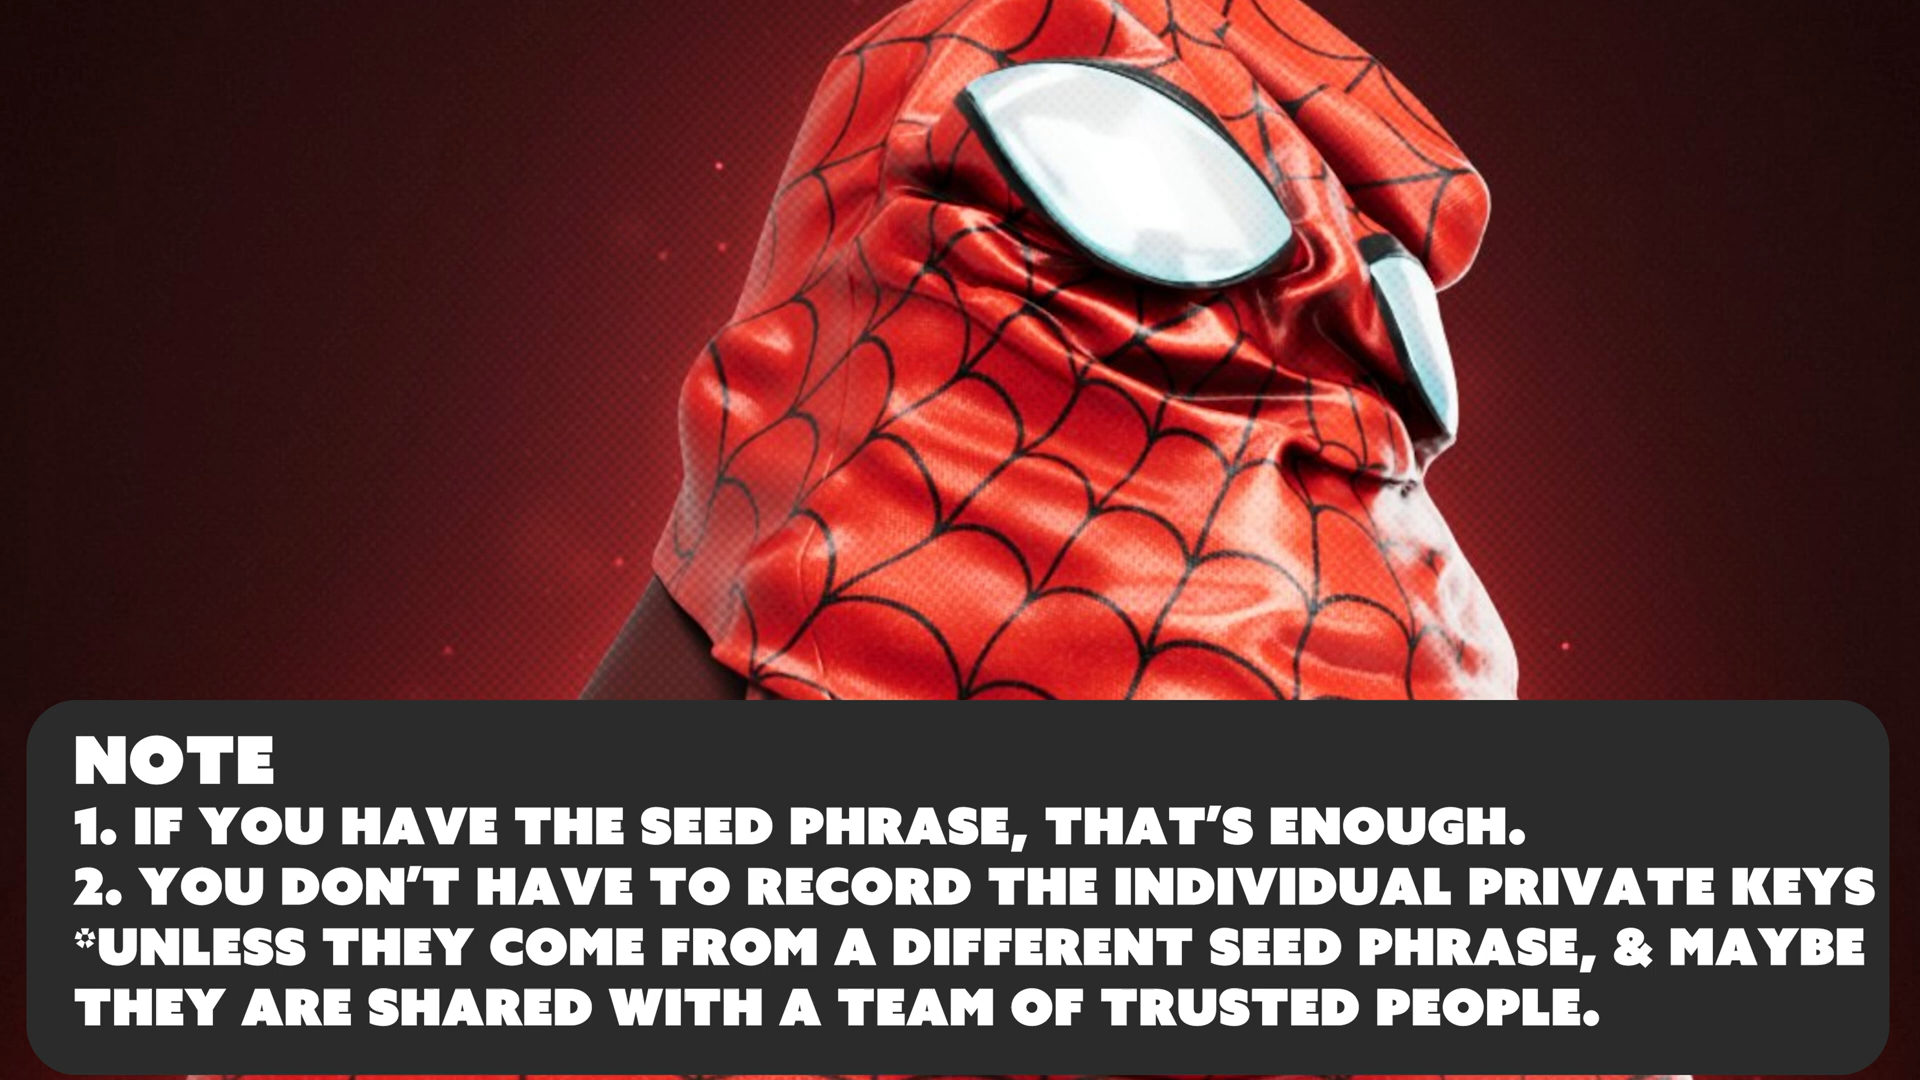 NOTE
1. IF YOU HAVE THE SEED PHRASE, THAT'S ENOUGH.
2. YOU DON'T HAVE TO RECORD THE INDIVIDUAL PRIVATE KEYS
*UNLESS THEY COME FROM A DIFFERENT SEED PHRASE, & MAYBE
THEY ARE SHARED WITH A TEAM OF TRUSTED PEOPLE.